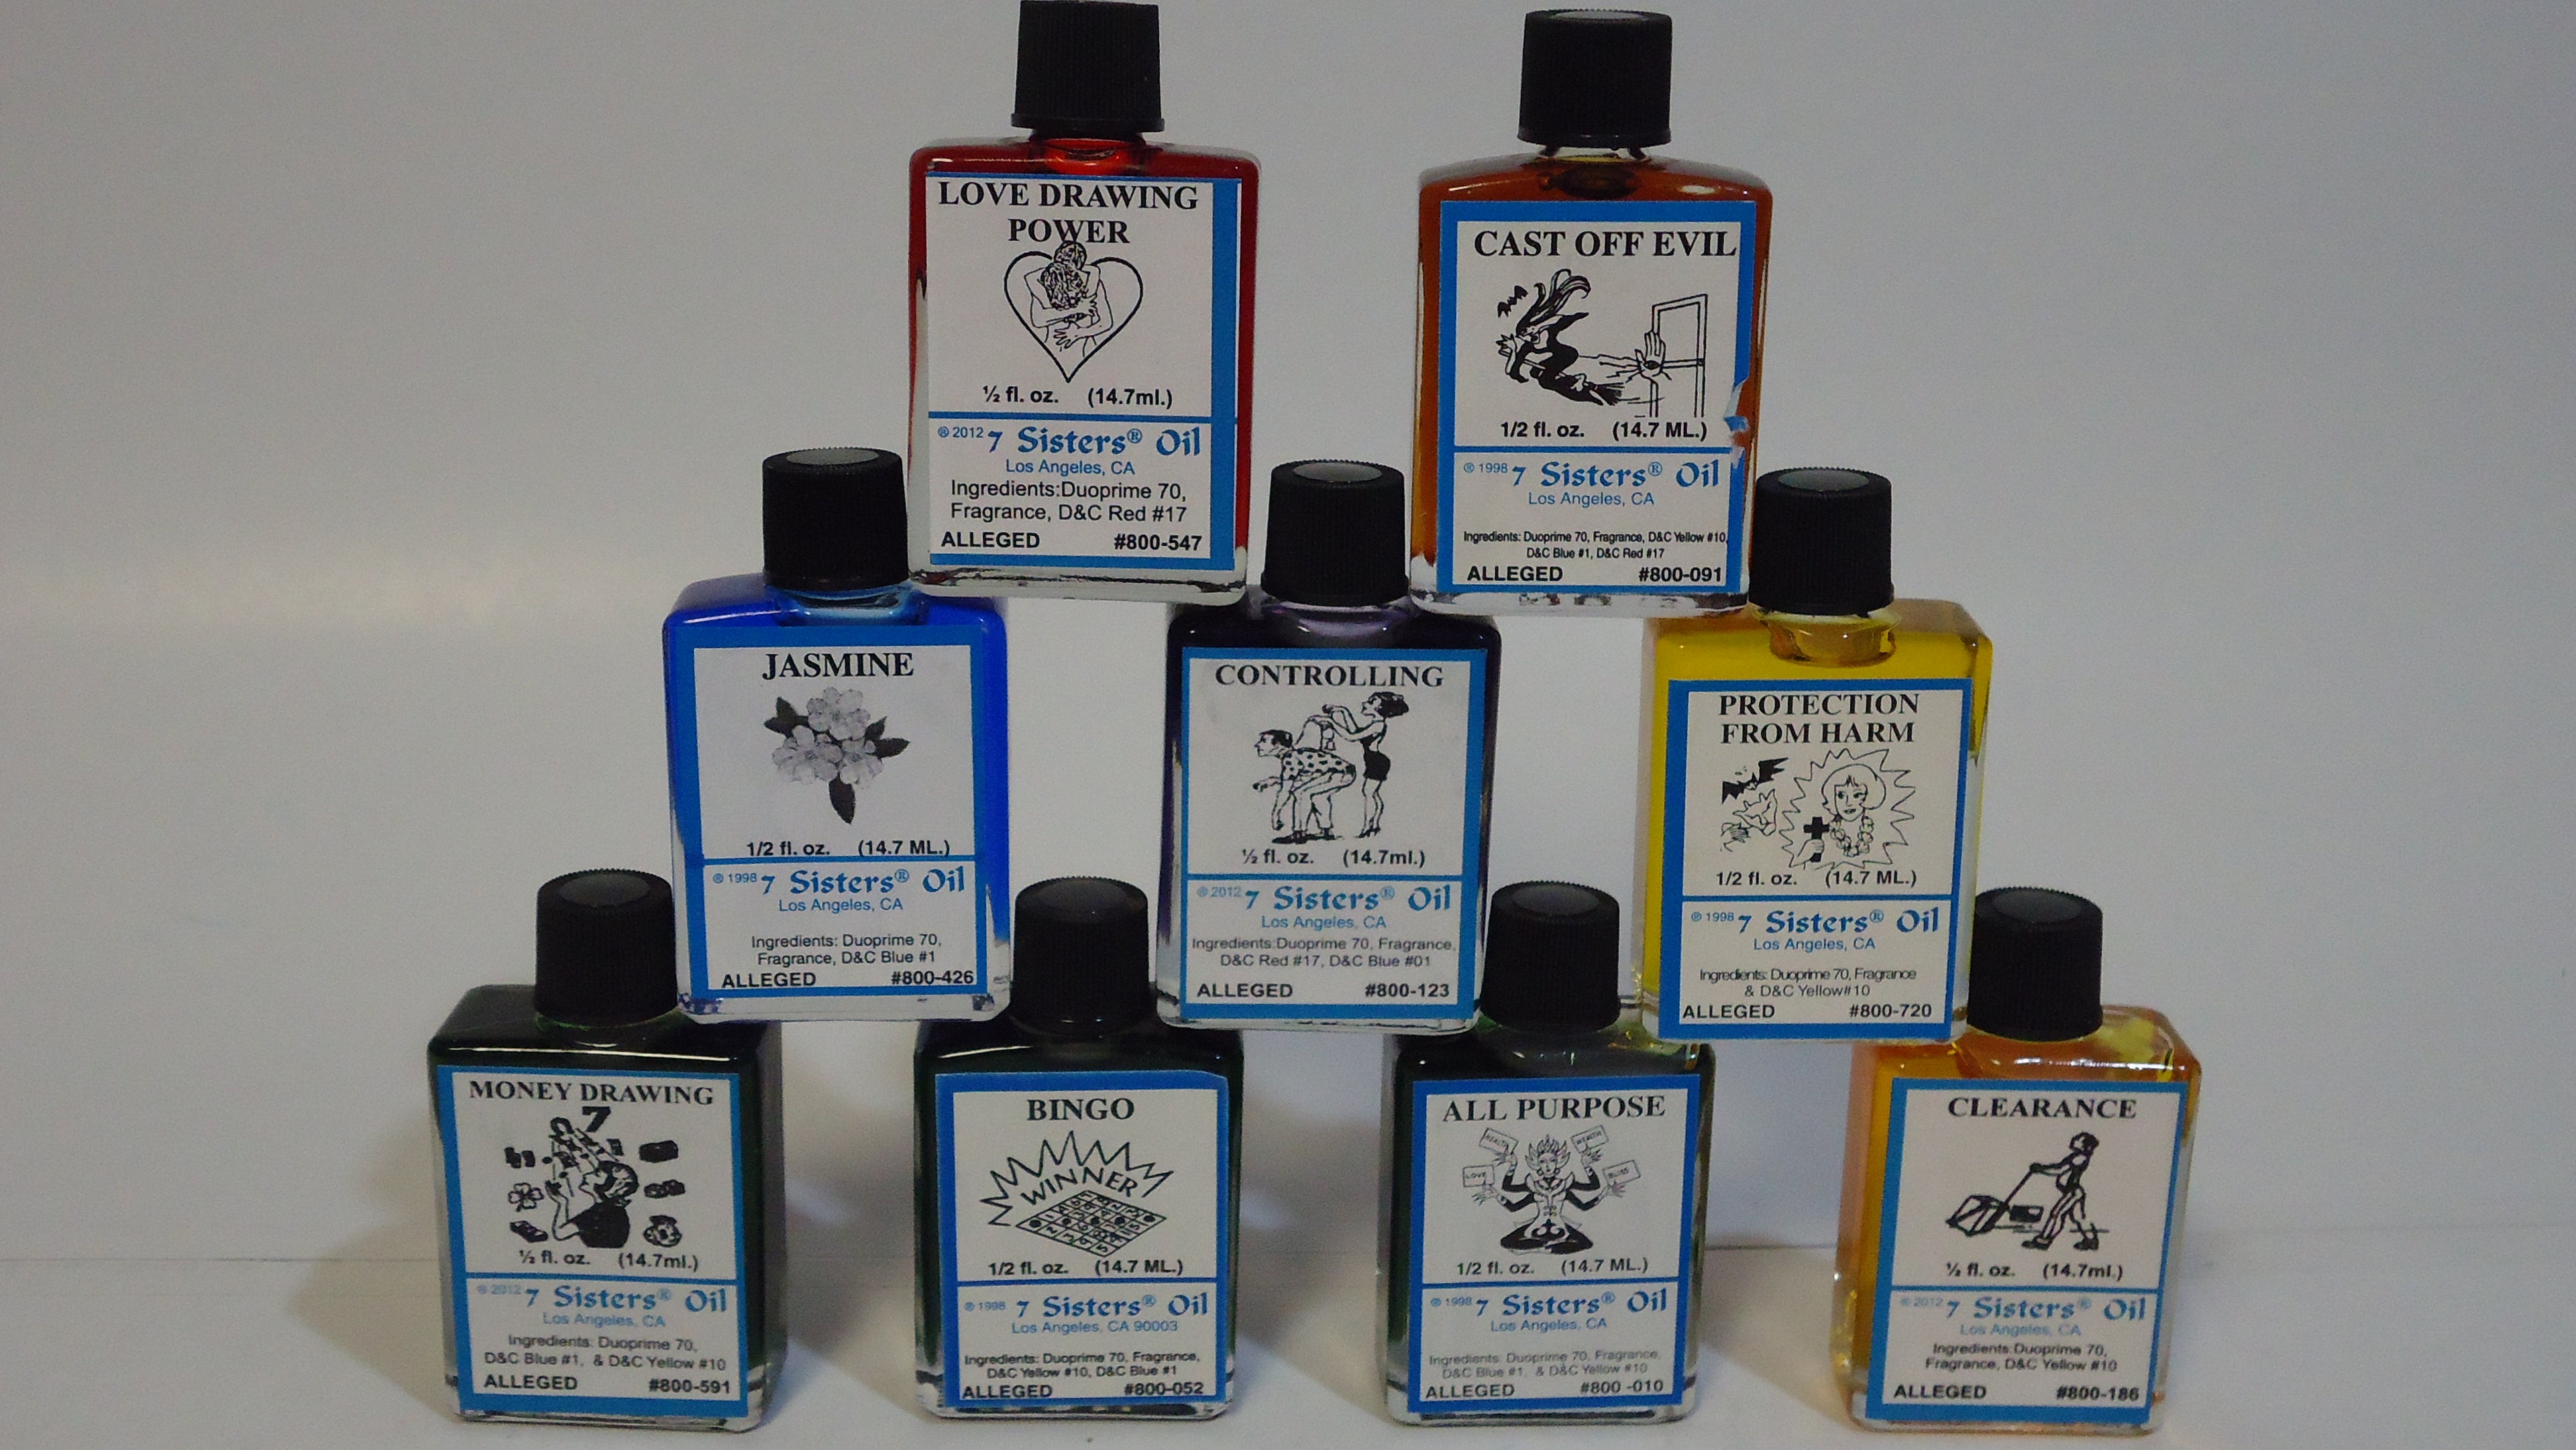 LOVE DRAWING
POWER
½ fl. oz. (14.7ml.)
® 2012 7 Sisters® Oil
Los Angeles, CA
Ingredients:Duoprime 70,
Fragrance, D&C Red #17
ALLEGED #800-547
CAST OFF EVIL
1/2 fl. oz. (14.7 ML.)
® 1998 7 Sisters® Oil
Los Angeles, CA
Ingredients: Duoprime 70, Fragrance, D&C Yellow #10,
D&C Blue #1, D&C Red #17
ALLEGED #800-091
JASMINE
1/2 fl. oz. (14.7 ML.)
® 1998 7 Sisters® Oil
Los Angeles, CA
Ingredients: Duoprime 70,
Fragrance, D&C Blue #1
ALLEGED #800-426
CONTROLLING
½ fl. oz. (14.7ml.)
® 2012 7 Sisters® Oil
Los Angeles, CA
Ingredients:Duoprime 70, Fragrance,
D&C Red #17, D&C Blue #01
ALLEGED #800-123
PROTECTION
FROM HARM
1/2 fl. oz. (14.7 ML.)
® 1998 7 Sisters® Oil
Los Angeles, CA
Ingredients: Duoprime 70, Fragrance
& D&C Yellow#10
ALLEGED #800-720
MONEY DRAWING
7
½ fl. oz. (14.7ml.)
® 2012 7 Sisters® Oil
Los Angeles, CA
Ingredients: Duoprime 70,
D&C Blue #1, & D&C Yellow #10
ALLEGED #800-591
BINGO
WINNER
1/2 fl. oz. (14.7 ML.)
® 1998 7 Sisters® Oil
Los Angeles, CA 90003
Ingredients: Duoprime 70, Fragrance,
D&C Yellow #10, D&C Blue #1
ALLEGED #800-052
ALL PURPOSE
HEALTH WEALTH
LOVE BLISS
1/2 fl. oz. (14.7 ML.)
® 1998 7 Sisters® Oil
Los Angeles, CA
Ingredients: Duoprime 70, Fragrance,
D&C Blue #1, & D&C Yellow #10
ALLEGED #800 -010
CLEARANCE
½ fl. oz. (14.7ml.)
® 2012 7 Sisters® Oil
Los Angeles, CA
Ingredients:Duoprime 70,
Fragrance, D&C Yellow #10
ALLEGED #800-186